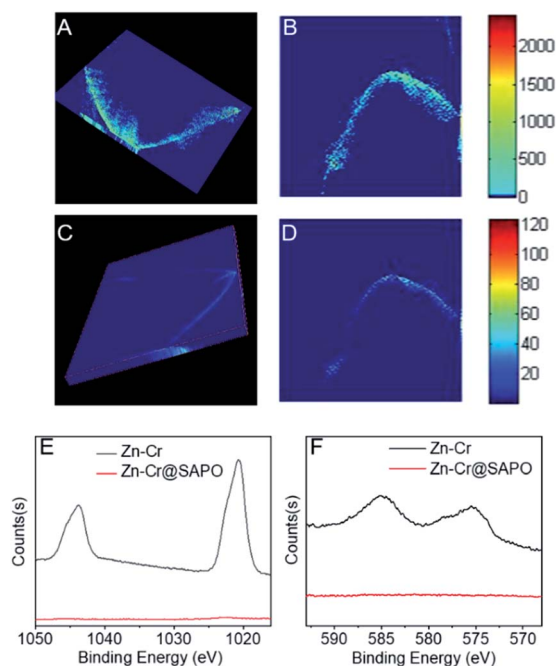 A
B
2000
1500
1000
500
0
C
D
120
100
80
60
40
20
E
Zn-Cr
Zn-Cr@SAPO
Counts(s)
1050 1040 1030 1020
Binding Energy (eV)
F
Zn-Cr
Zn-Cr@SAPO
Counts(s)
590 585 580 575 570
Binding Energy (eV)